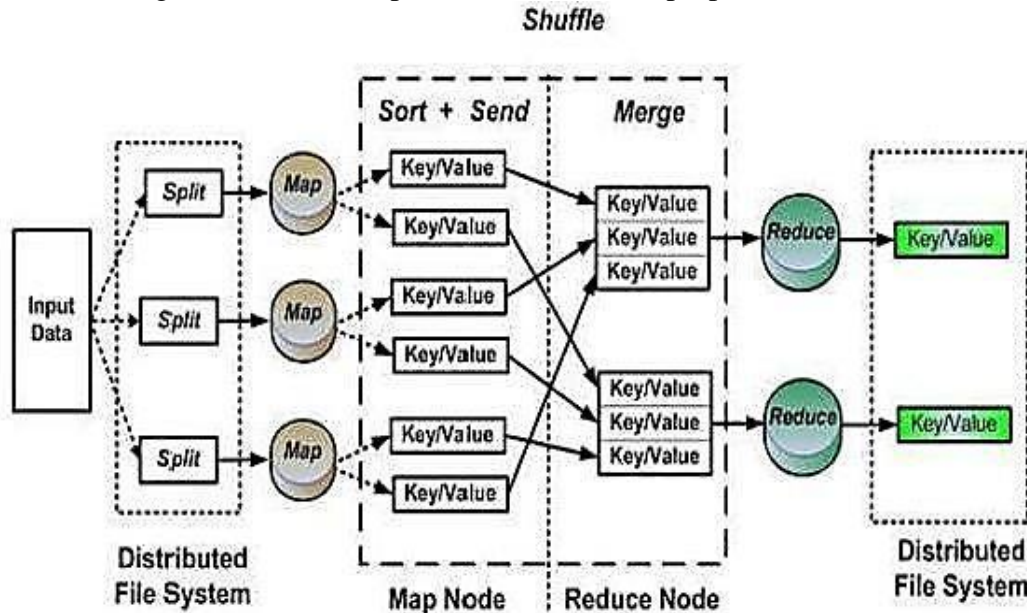 Shuffle
Sort + Send
Merge
Input
Data
Split
Split
Split
Map
Map
Map
Key/Value
Key/Value
Key/Value
Key/Value
Key/Value
Key/Value
Key/Value
Key/Value
Key/Value
Key/Value
Key/Value
Key/Value
Reduce
Reduce
Key/Value
Key/Value
Distributed
File System
Map Node
Reduce Node
Distributed
File System